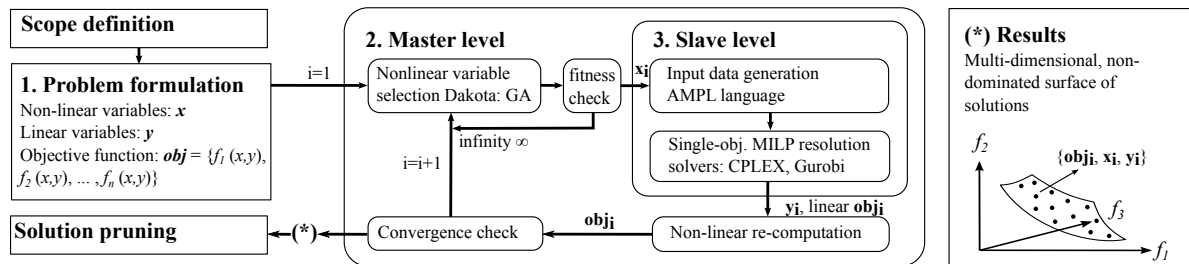 Scope definition
1. Problem formulation
Non-linear variables: x
Linear variables: y
Objective function: obj = {f1 (x,y),
f2 (x,y), ... , fn (x,y)}
Solution pruning
(*)
i=1
2. Master level
Nonlinear variable
selection Dakota: GA
fitness
check
infinity ∞
i=i+1
Convergence check
obji
xi
3. Slave level
Input data generation
AMPL language
Single-obj. MILP resolution
solvers: CPLEX, Gurobi
yi, linear obji
Non-linear re-computation
(*) Results
Multi-dimensional, non-
dominated surface of
solutions
f2
{obji, xi, yi}
f3
f1